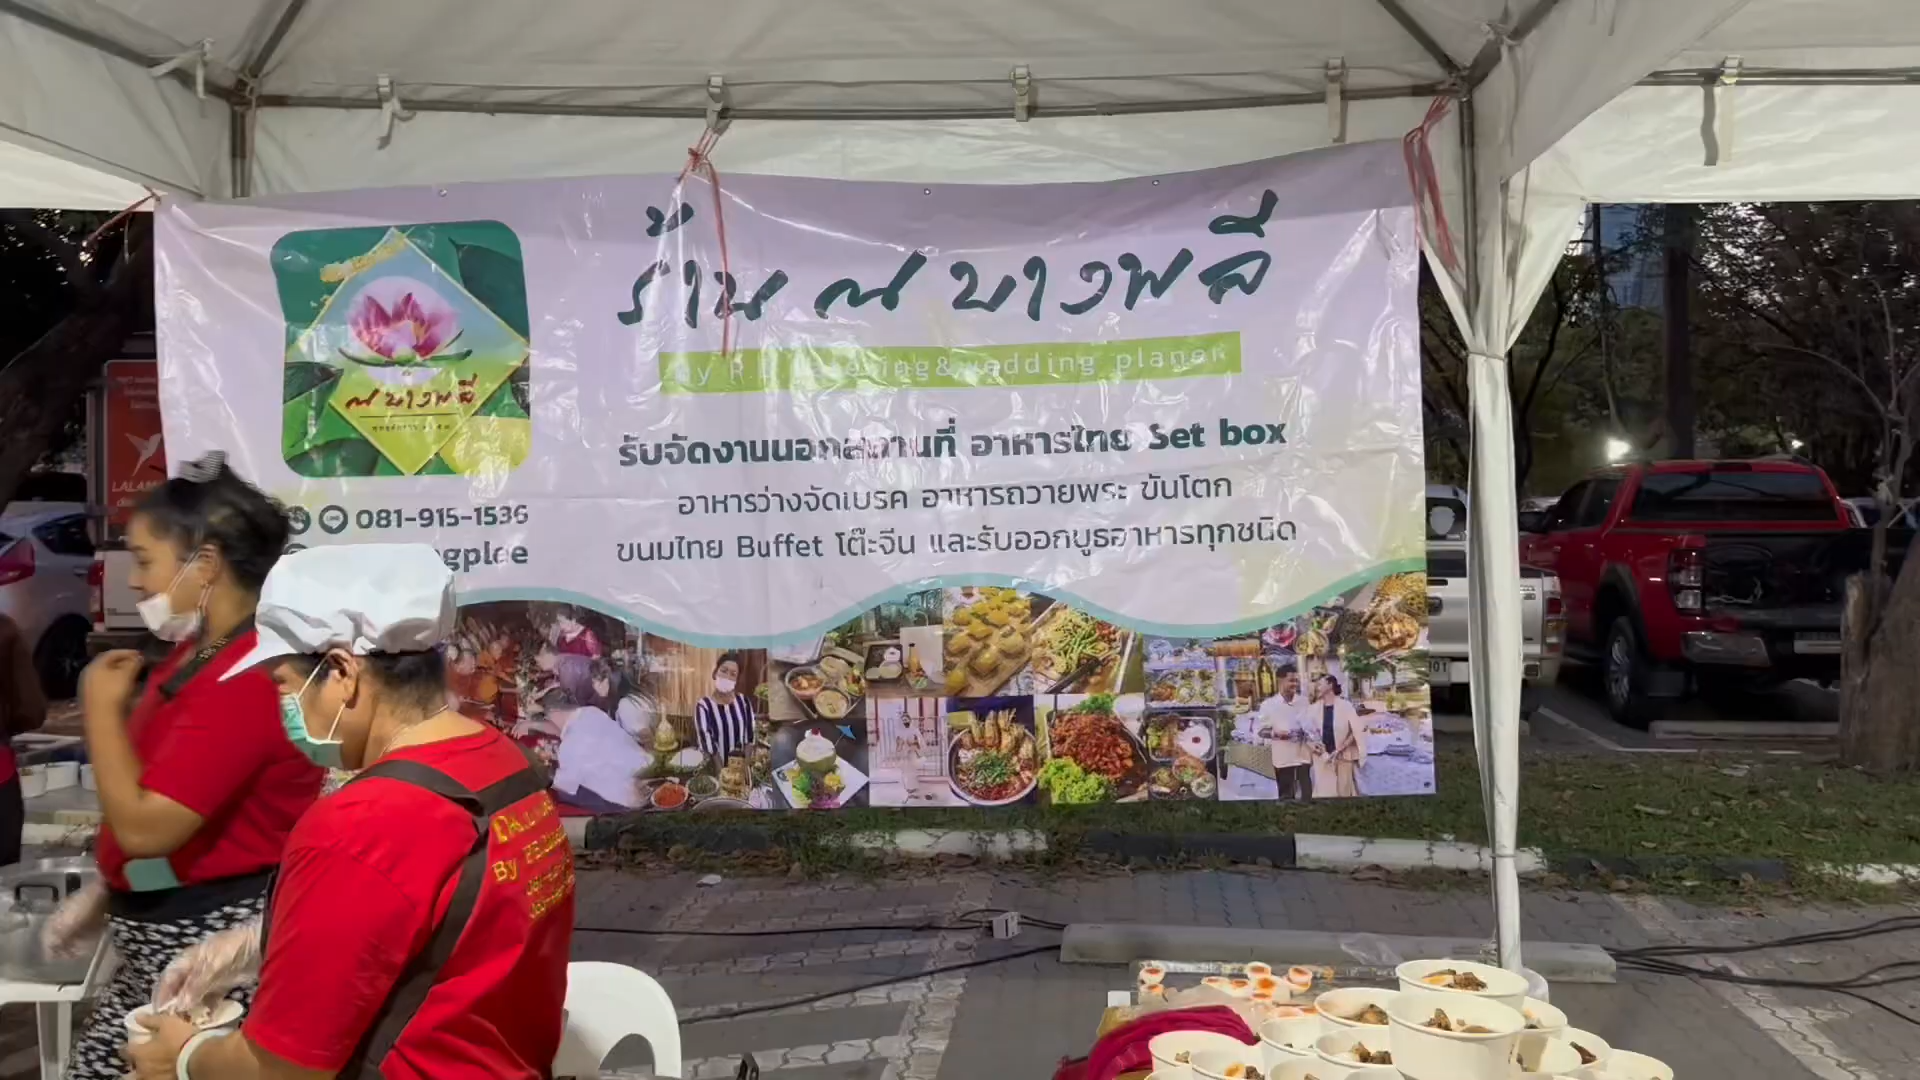 ร้าน ณ บางพลี
ณ บางพลี
by R. &wedding planer
รับจัดงานนอกสถานที่ อาหารไทย Set box
อาหารว่างจัดเบรค อาหารถวายพระ ขันโตก
ขนมไทย Buffet โต๊ะจีน และรับออกบูธอาหารทุกชนิด
081-915-1536
gplee
By